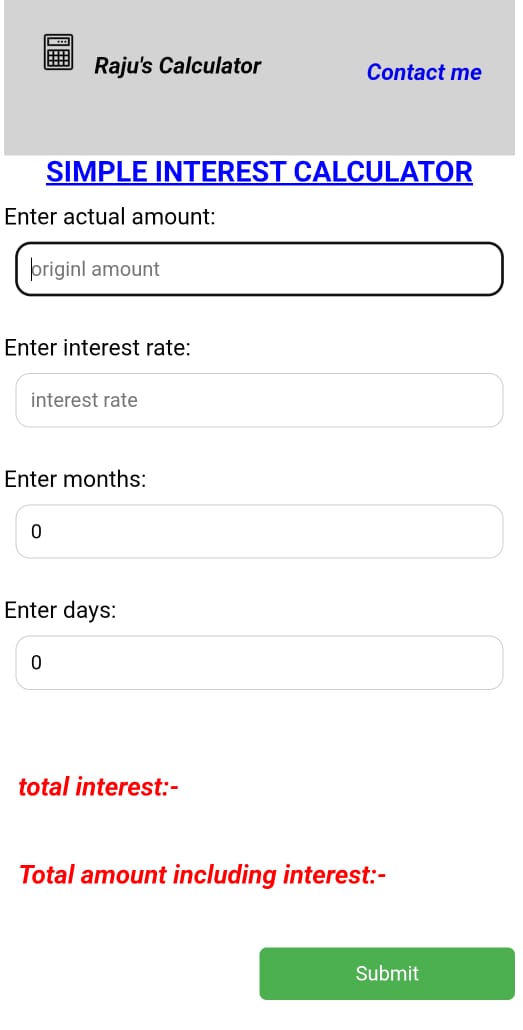 Raju's Calculator
Contact me
SIMPLE INTEREST CALCULATOR
Enter actual amount:
originl amount
Enter interest rate:
interest rate
Enter months:
0
Enter days:
0
total interest:-
Total amount including interest:-
Submit